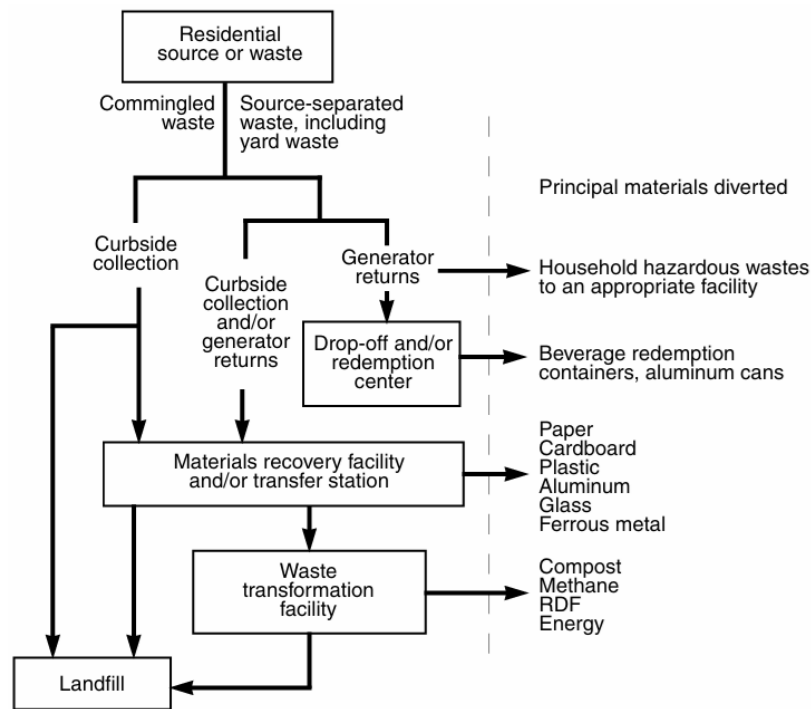 Residential
source or waste
Commingled
waste
Source-separated
waste, including
yard waste
Principal materials diverted
Curbside
collection
Curbside
collection
and/or
generator
returns
Generator
returns
Household hazardous wastes
to an appropriate facility
Drop-off and/or
redemption
center
Beverage redemption
containers, aluminum cans
Materials recovery facility
and/or transfer station
Paper
Cardboard
Plastic
Aluminum
Glass
Ferrous metal
Waste
transformation
facility
Compost
Methane
RDF
Energy
Landfill